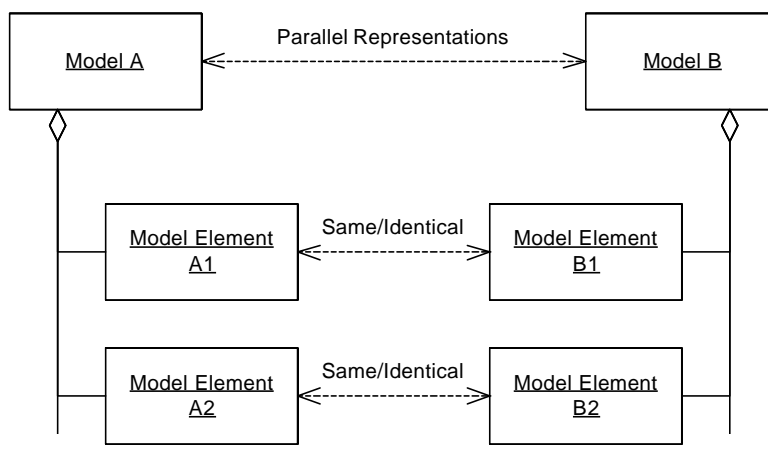 Parallel Representations
Model A
Model B
Same/Identical
Model Element
A1
Model Element
B1
Same/Identical
Model Element
A2
Model Element
B2